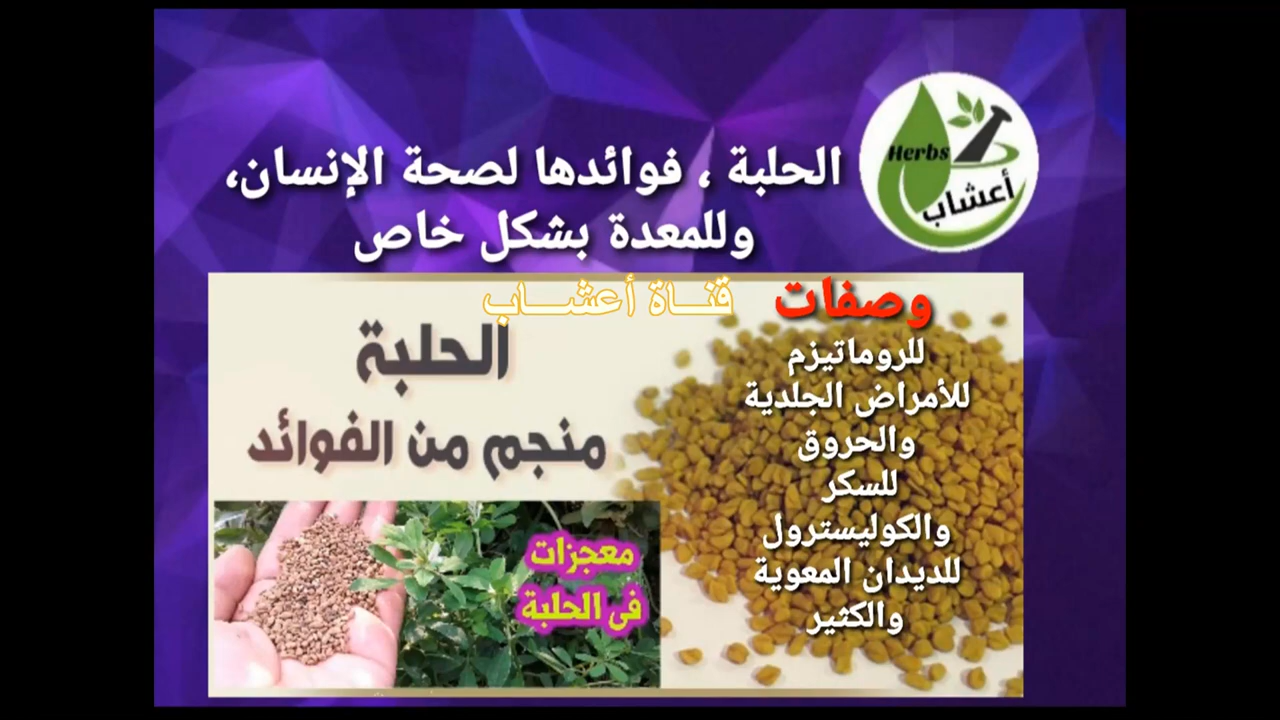 Herbs
أعشاب
الحلبة ، فوائدها لصحة الإنسان،
وللمعدة بشكل خاص
قناة أعشاب
وصفات
للروماتيزم
للأمراض الجلدية
والحروق
للسكر
والكوليسترول
للديدان المعوية
والكثير
الحلبة
منجم من الفوائد
معجزات
فى الحلبة